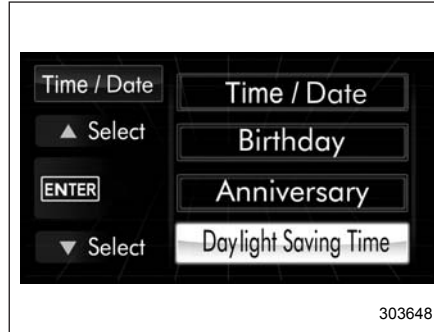 Time / Date
▲ Select
ENTER
▼ Select
Time / Date
Birthday
Anniversary
Daylight Saving Time
303648